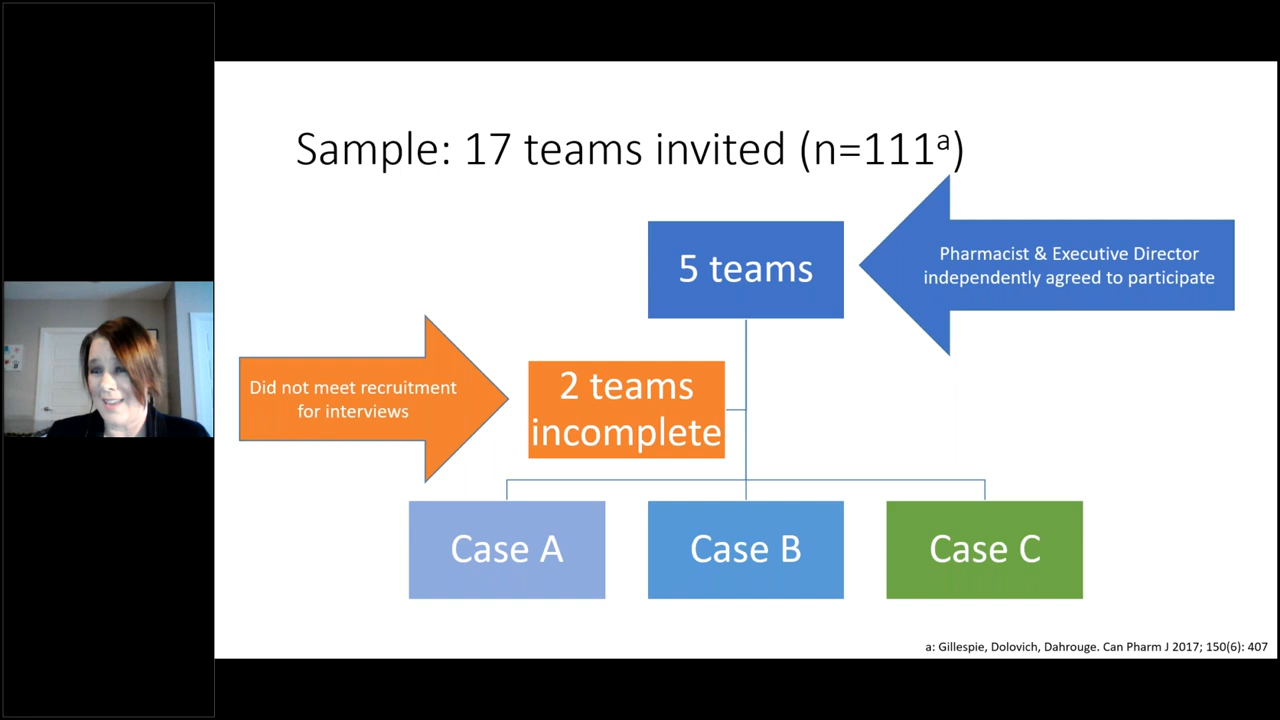 Sample: 17 teams invited (n=111ᵃ)
5 teams
Pharmacist & Executive Director
independently agreed to participate
Did not meet recruitment
for interviews
2 teams
incomplete
Case A
Case B
Case C
a: Gillespie, Dolovich, Dahrouge. Can Pharm J 2017; 150(6): 407